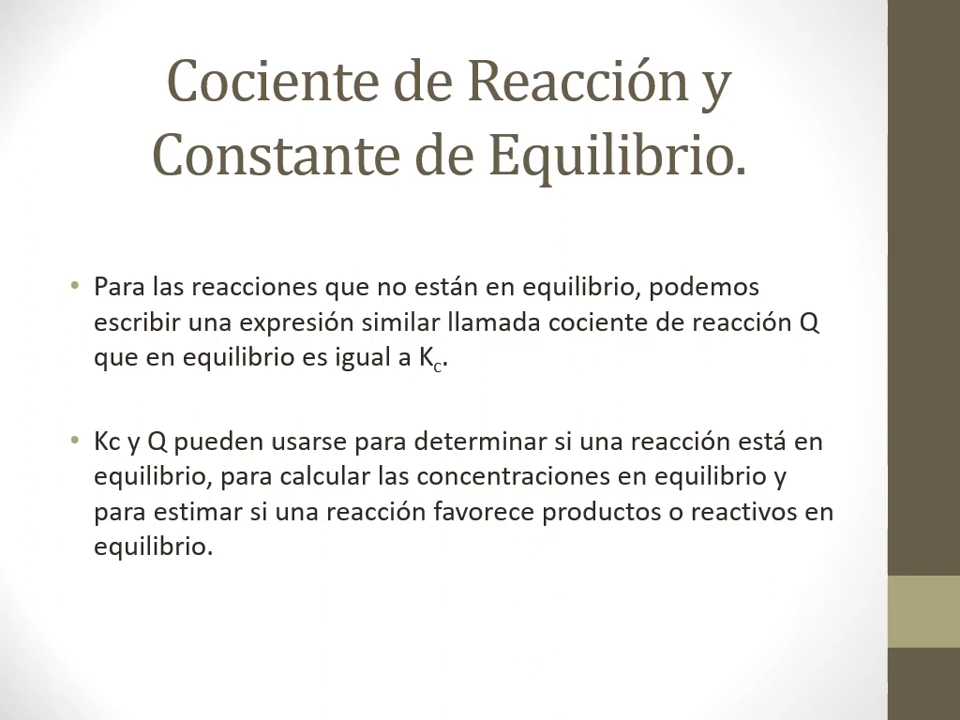 Cociente de Reacción y
Constante de Equilibrio.
• Para las reacciones que no están en equilibrio, podemos
escribir una expresión similar llamada cociente de reacción Q
que en equilibrio es igual a Kc.
• Kc y Q pueden usarse para determinar si una reacción está en
equilibrio, para calcular las concentraciones en equilibrio y
para estimar si una reacción favorece productos o reactivos en
equilibrio.